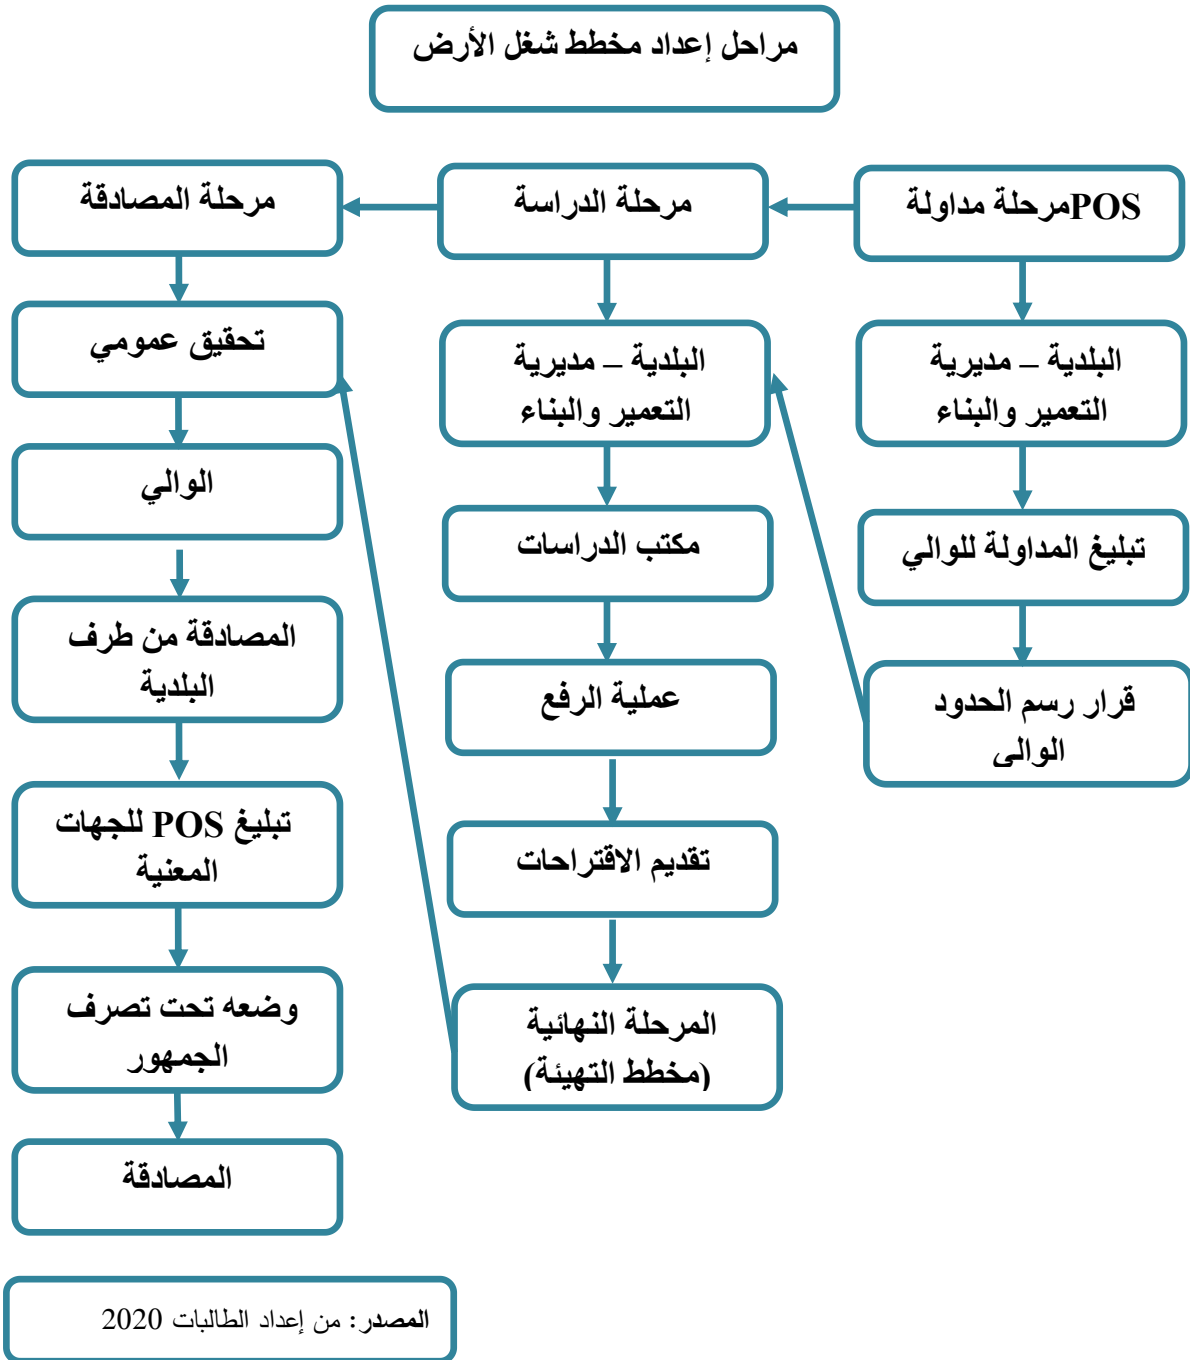 مراحل إعداد مخطط شغل الأرض
POSمرحلة مداولة
البلدية – مديرية
التعمير والبناء
تبليغ المداولة للوالي
قرار رسم الحدود
الوالي
مرحلة الدراسة
البلدية – مديرية
التعمير والبناء
مكتب الدراسات
عملية الرفع
تقديم الاقتراحات
المرحلة النهائية
(مخطط التهيئة)
مرحلة المصادقة
تحقيق عمومي
الوالي
المصادقة من طرف
البلدية
تبليغ POS للجهات
المعنية
وضعه تحت تصرف
الجمهور
المصادقة
المصدر: من إعداد الطالبات 2020